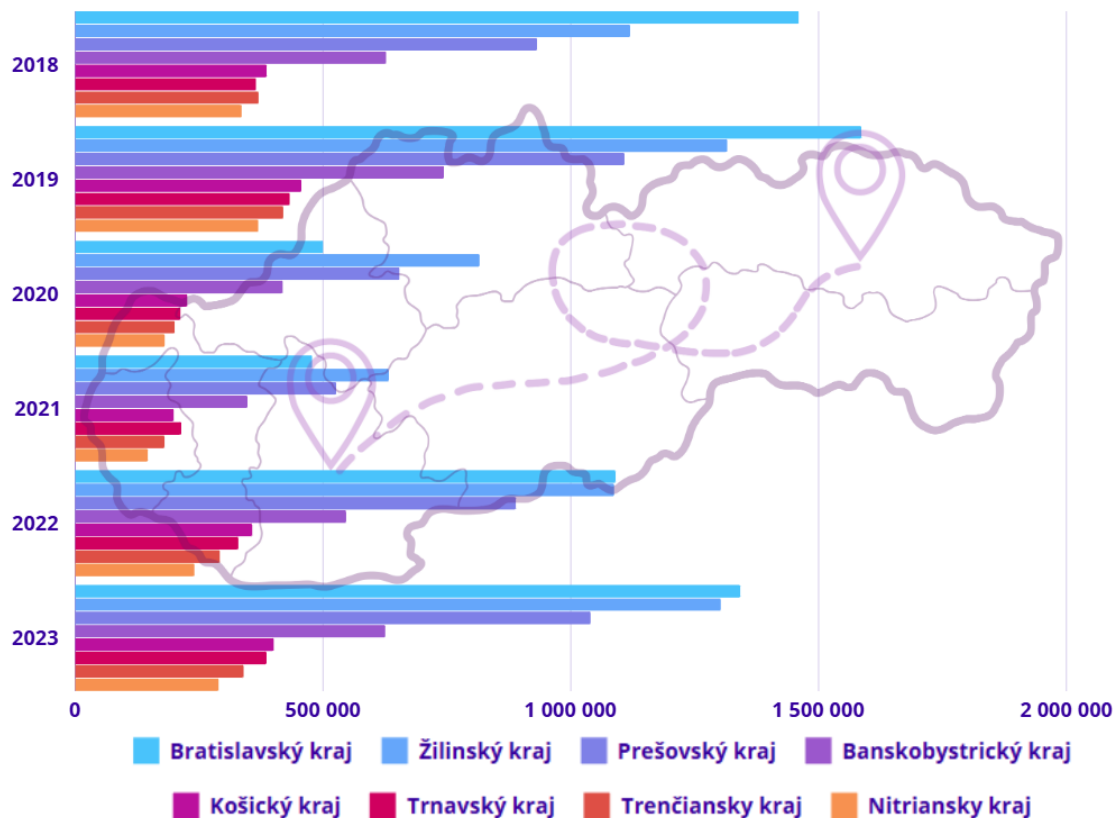 2018
2019
2020
2021
2022
2023
0 500 000 1 000 000 1 500 000 2 000 000
Bratislavský kraj Žilinský kraj Prešovský kraj Banskobystrický kraj
Košický kraj Trnavský kraj Trenčiansky kraj Nitriansky kraj